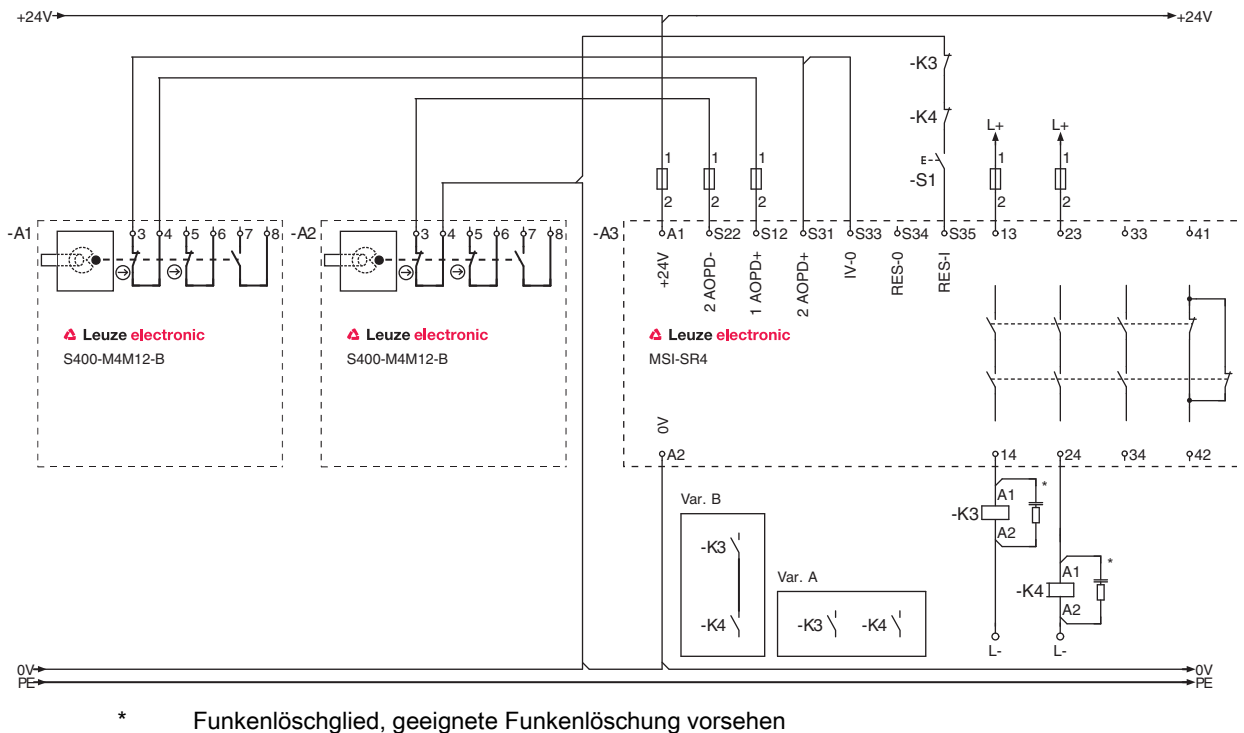 +24V +24V
-K3
-K4 L+ L+
1 1 1 E-- 1 1
-S1
2 2 2 2 2
-A1 3 4 5 6 7 8 -A2 3 4 5 6 7 8 -A3 A1 S22 S12 S31 S33 S34 S35 13 23 33 41
+24V 2 AOPD- 1 AOPD+ 2 AOPD+ IV-0 RES-0 RES-I
Leuze electronic Leuze electronic Leuze electronic
S400-M4M12-B S400-M4M12-B MSI-SR4
0V
A2 14 24 34 42
Var. B
A1 *
-K3
A2
-K3
Var. A
A1 *
-K4
A2
-K4 -K3 -K4
L- L-
0V 0V
PE PE
* Funkenlöschglied, geeignete Funkenlöschung vorsehen